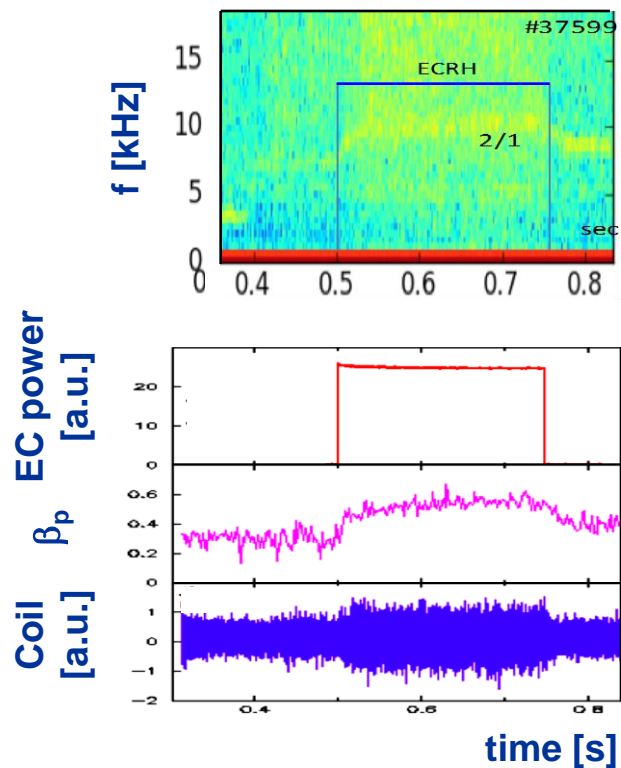 #37599
ECRH
2/1
sec
f [kHz]
15
10
5
0
0 0.4 0.5 0.6 0.7 0.8
EC power
[a.u.]
20
10
0
βp
0.6
0.4
0.2
0
Coil
[a.u.]
1
0
−1
−2
0.4 0.6 0.8
time [s]